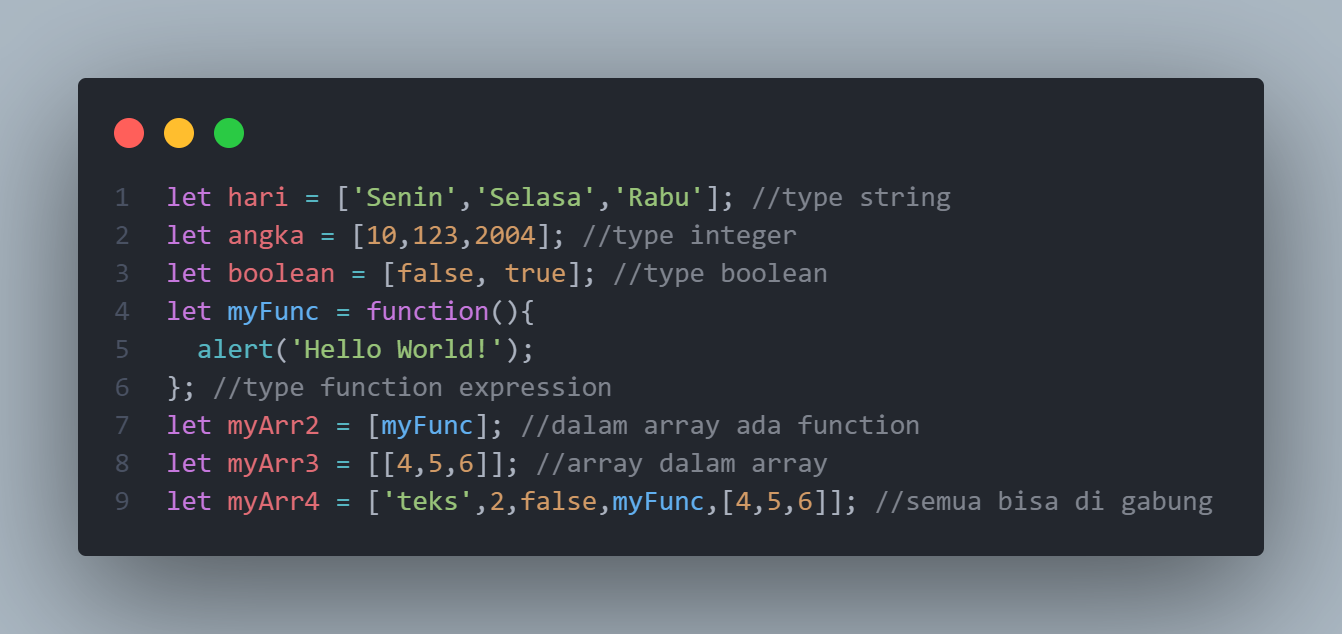 1 let hari = ['Senin','Selasa','Rabu']; //type string
2 let angka = [10,123,2004]; //type integer
3 let boolean = [false, true]; //type boolean
4 let myFunc = function(){
5   alert('Hello World!');
6 }; //type function expression
7 let myArr2 = [myFunc]; //dalam array ada function
8 let myArr3 = [[4,5,6]]; //array dalam array
9 let myArr4 = ['teks',2,false,myFunc,[4,5,6]]; //semua bisa di gabung